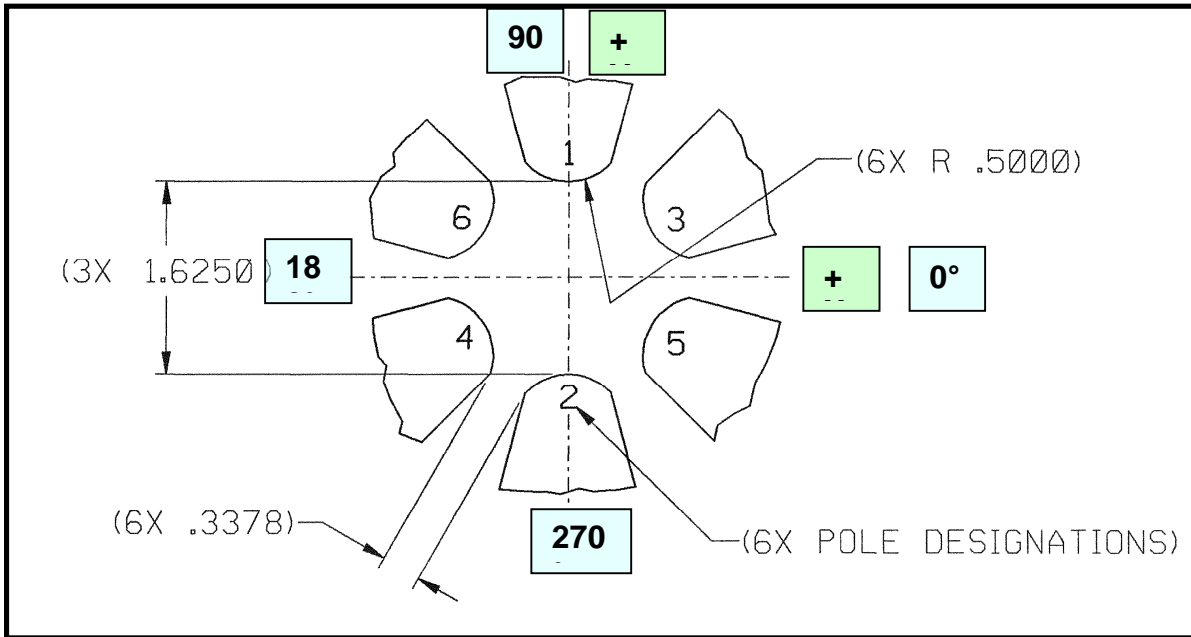 90 +
1
(6X R .5000)
6 3
(3X 1.6250) 18 + 0°
4 5
2
(6X .3378)
270
(6X POLE DESIGNATIONS)